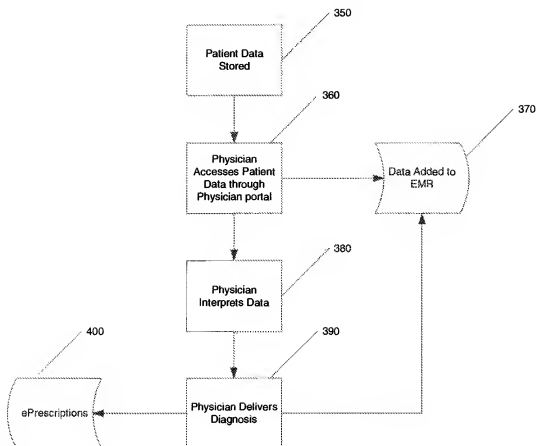 350
Patient Data
Stored
360
370
Physician
Accesses Patient
Data through
Physician portal
Data Added to
EMR
380
Physician
Interprets Data
390
400
ePrescriptions
Physician Delivers
Diagnosis